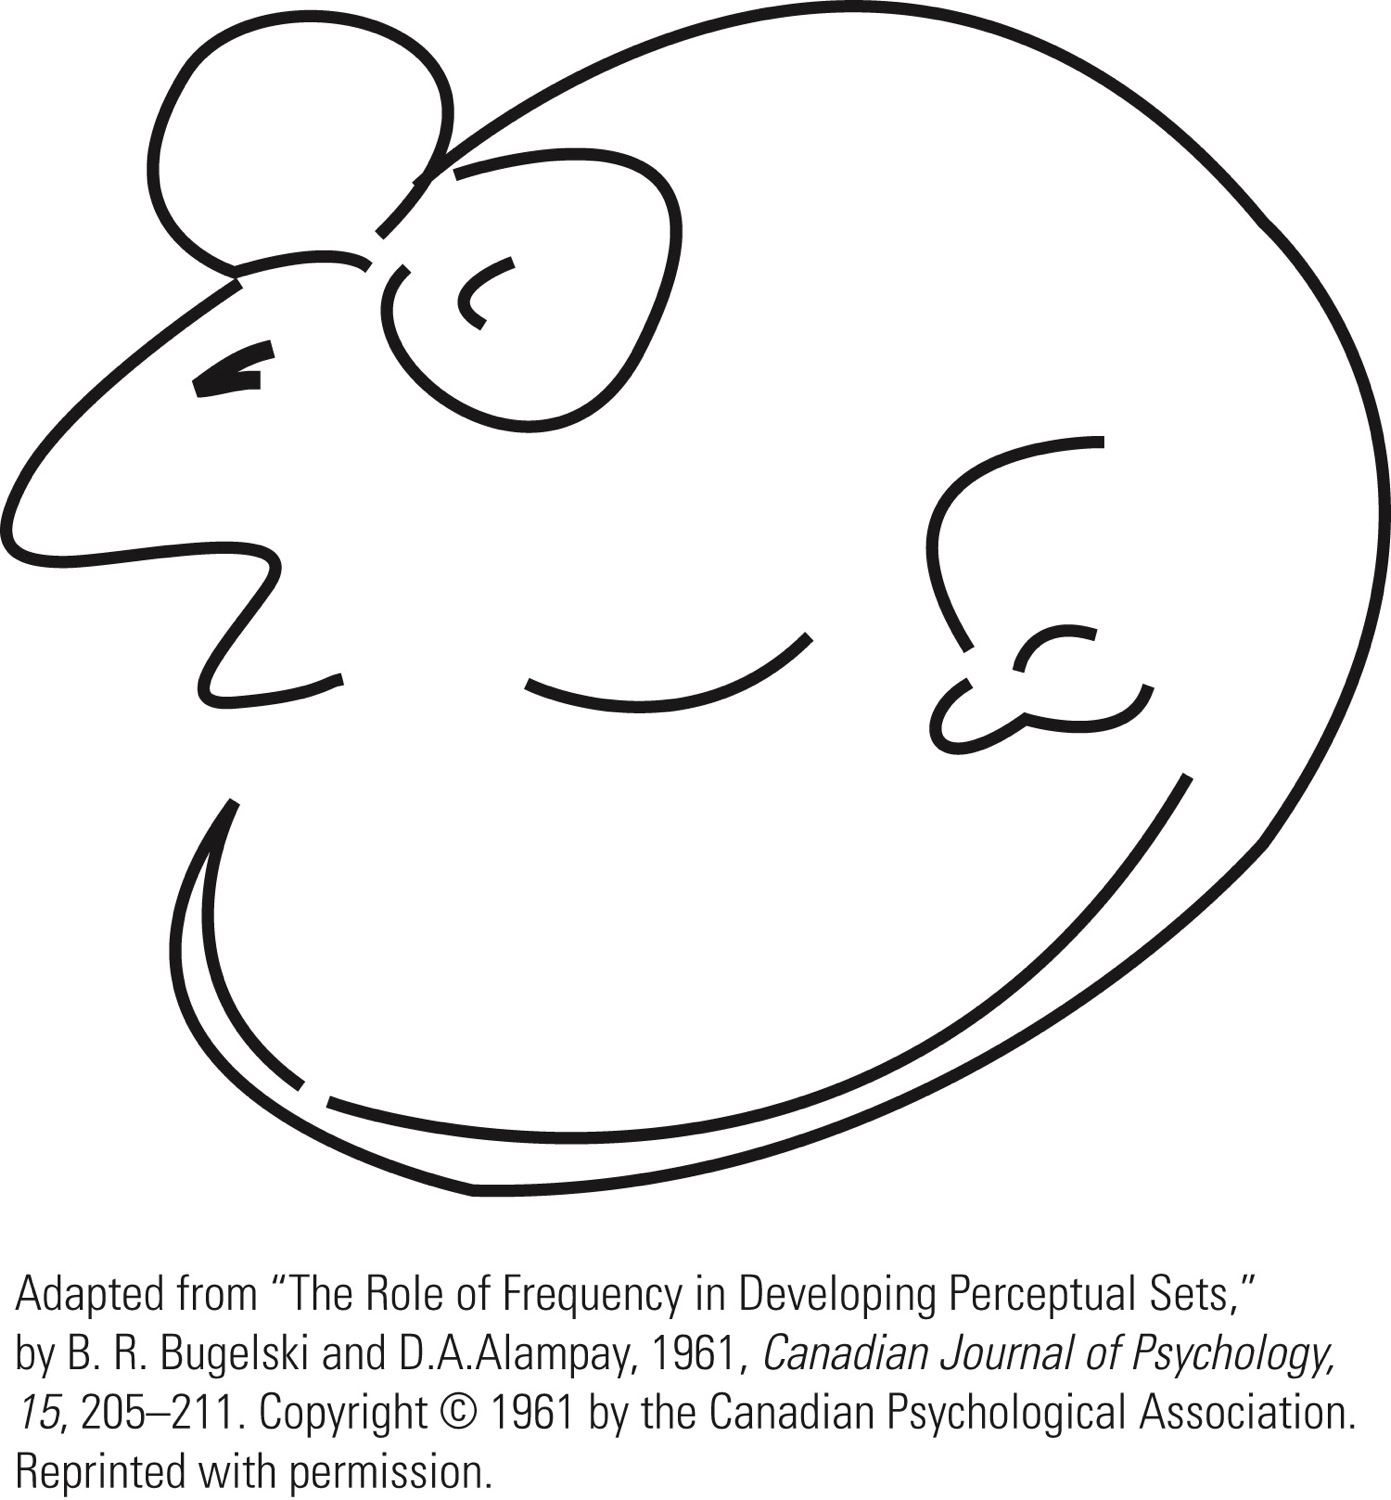 Adapted from “The Role of Frequency in Developing Perceptual Sets,”
by B. R. Bugelski and D.A.Alampay, 1961, Canadian Journal of Psychology,
15, 205–211. Copyright © 1961 by the Canadian Psychological Association.
Reprinted with permission.